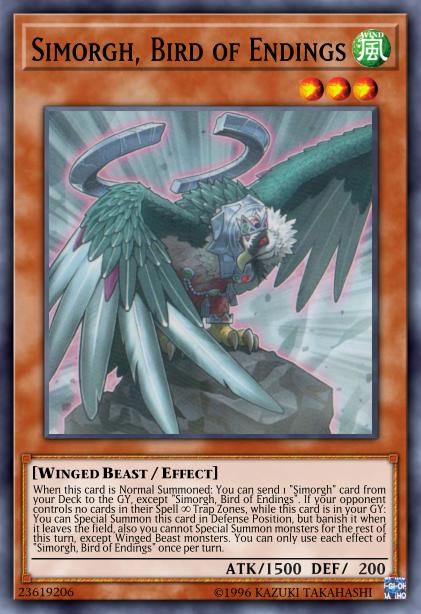 Simorgh, Bird of Endings
WIND
風
[Winged Beast / Effect]
When this card is Normal Summoned: You can send 1 "Simorgh" card from
your Deck to the GY, except "Simorgh, Bird of Endings". If your opponent
controls no cards in their Spell ∞ Trap Zones, while this card is in your GY:
You can Special Summon this card in Defense Position, but banish it when
it leaves the field, also you cannot Special Summon monsters for the rest of
this turn, except Winged Beast monsters. You can only use each effect of
"Simorgh, Bird of Endings" once per turn.
ATK/1500 DEF/ 200
23619206
©1996 KAZUKI TAKAHASHI